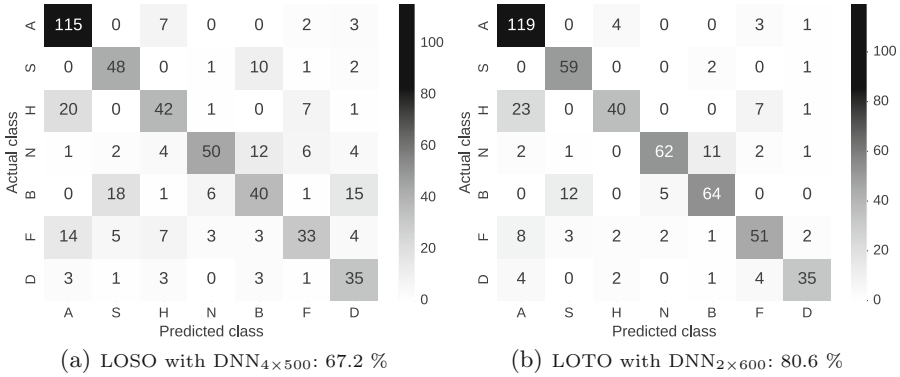 A 115 0 7 0 0 2 3
S 0 48 0 1 10 1 2
H 20 0 42 1 0 7 1
N 1 2 4 50 12 6 4
B 0 18 1 6 40 1 15
F 14 5 7 3 3 33 4
D 3 1 3 0 3 1 35
A S H N B F D
Actual class
Predicted class
100
80
60
40
20
0
(a) LOSO with DNN4×500: 67.2 %
A 119 0 4 0 0 3 1
S 0 59 0 0 2 0 1
H 23 0 40 0 0 7 1
N 2 1 0 62 11 2 1
B 0 12 0 5 64 0 0
F 8 3 2 2 1 51 2
D 4 0 2 0 1 4 35
A S H N B F D
Actual class
Predicted class
100
80
60
40
20
0
(b) LOTO with DNN2×600: 80.6 %